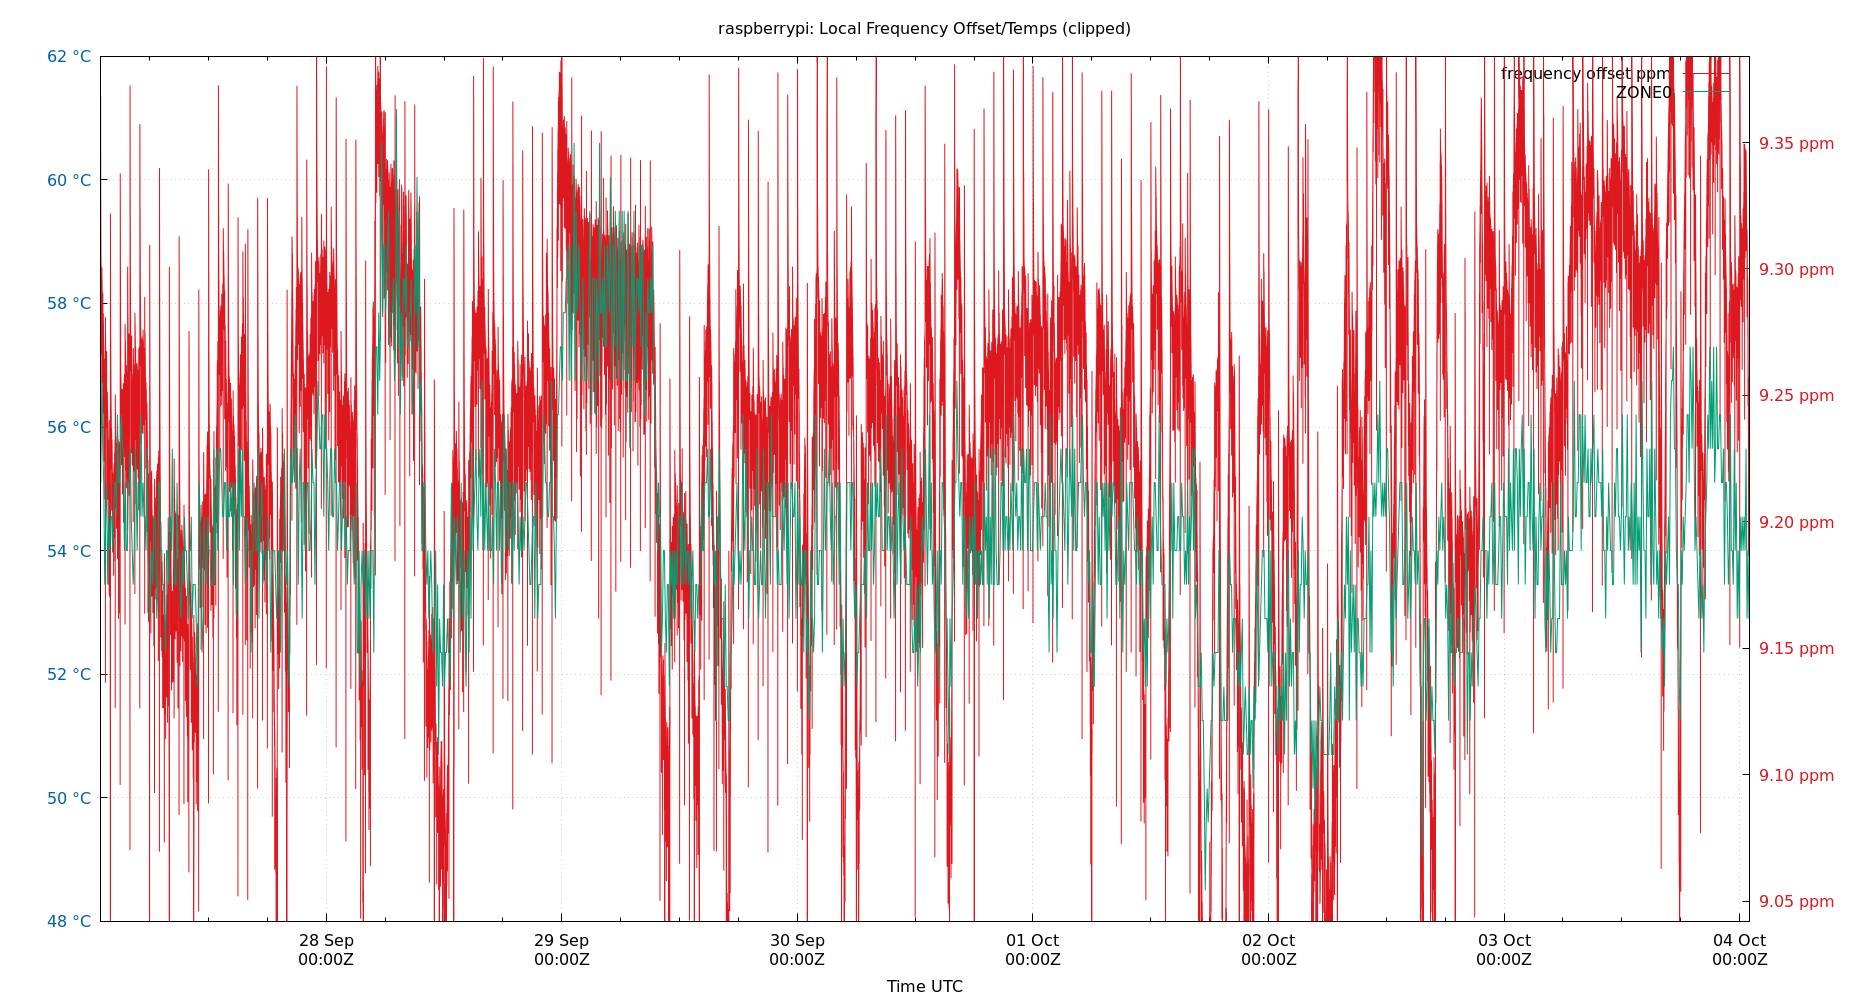 raspberrypi: Local Frequency Offset/Temps (clipped)
62 °C
60 °C
58 °C
56 °C
54 °C
52 °C
50 °C
48 °C
frequency offset ppm
ZONE0
9.35 ppm
9.30 ppm
9.25 ppm
9.20 ppm
9.15 ppm
9.10 ppm
9.05 ppm
28 Sep
00:00Z
29 Sep
00:00Z
30 Sep
00:00Z
01 Oct
00:00Z
02 Oct
00:00Z
03 Oct
00:00Z
04 Oct
00:00Z
Time UTC